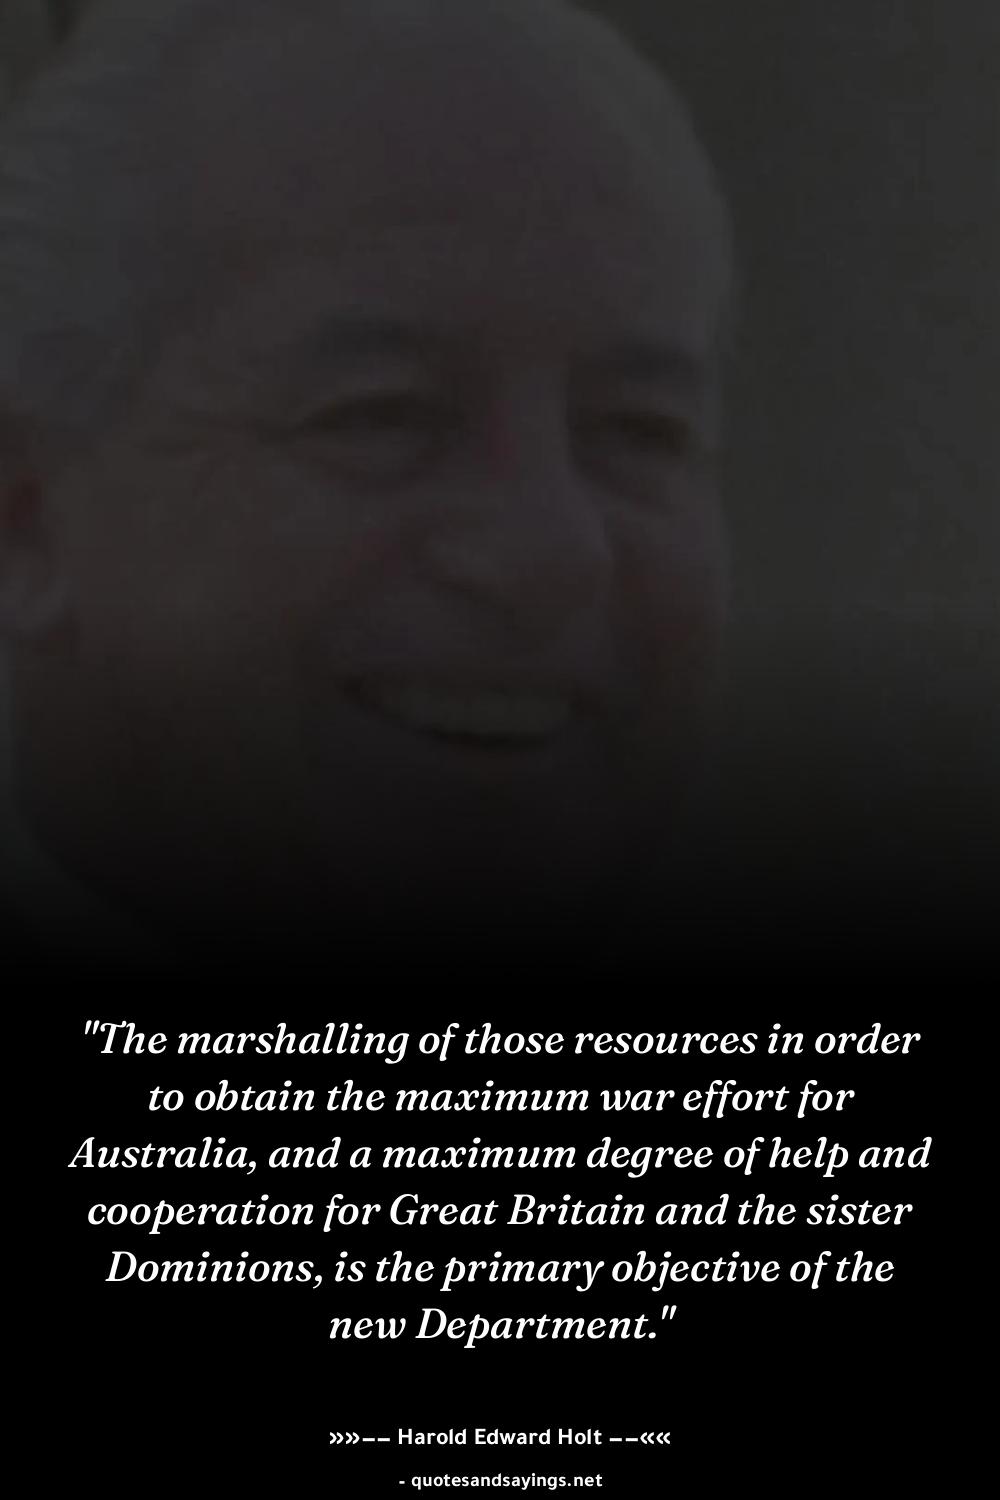 "The marshalling of those resources in order
to obtain the maximum war effort for
Australia, and a maximum degree of help and
cooperation for Great Britain and the sister
Dominions, is the primary objective of the
new Department."
»»−− Harold Edward Holt −−««
- quotesandsayings.net